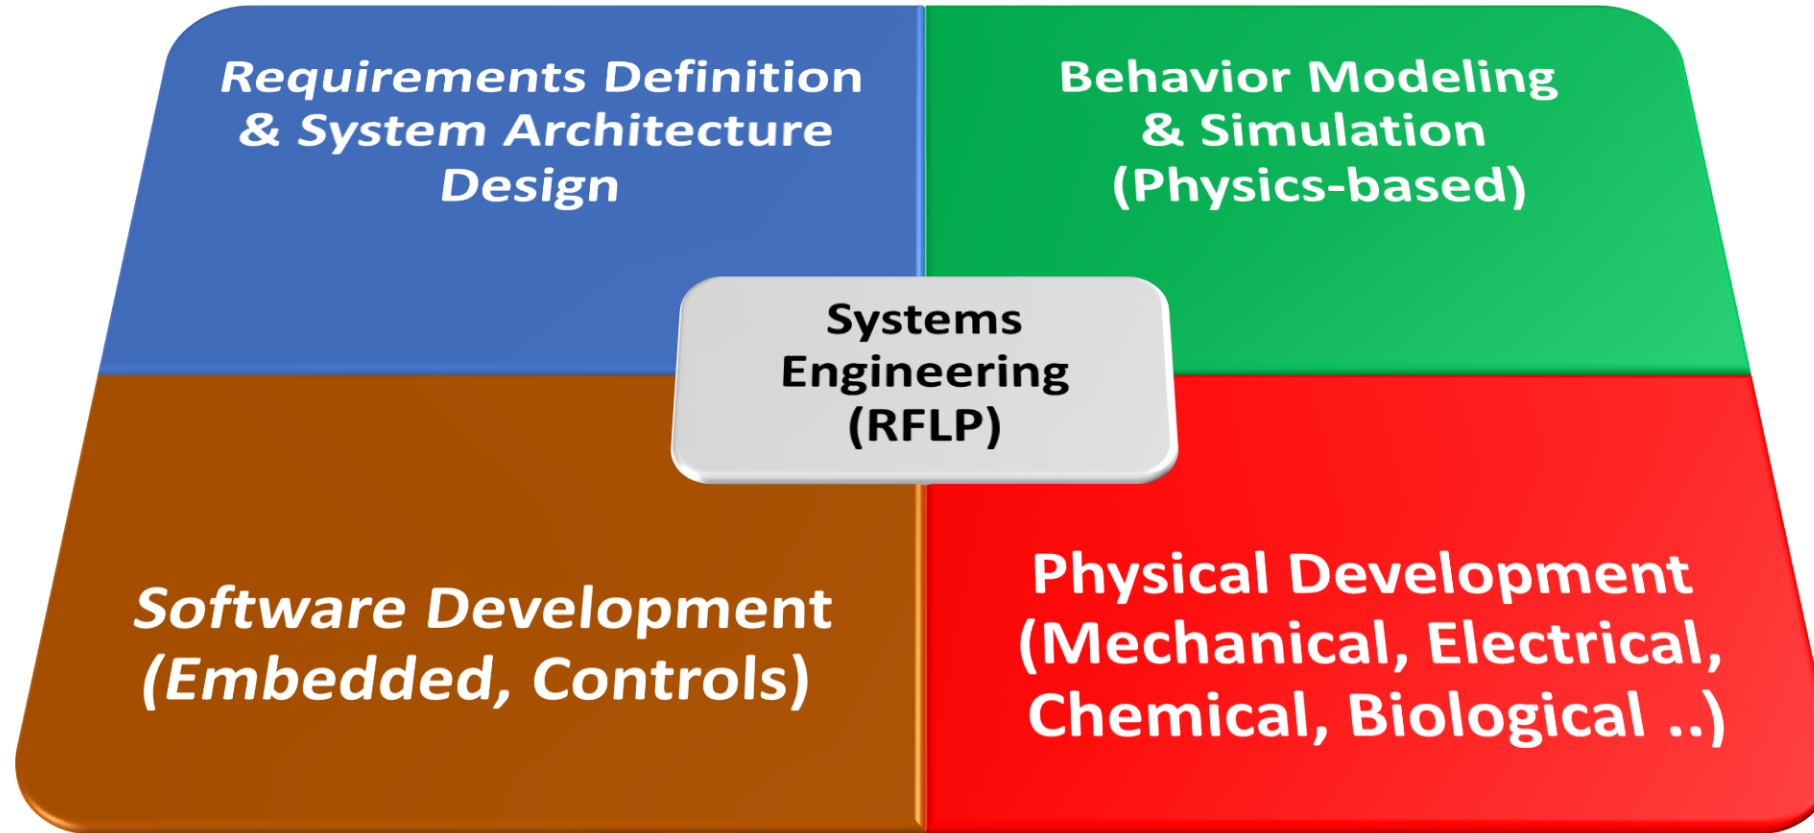 Requirements Definition
& System Architecture
Design
Behavior Modeling
& Simulation
(Physics-based)
Systems
Engineering
(RFLP)
Software Development
(Embedded, Controls)
Physical Development
(Mechanical, Electrical,
Chemical, Biological ..)